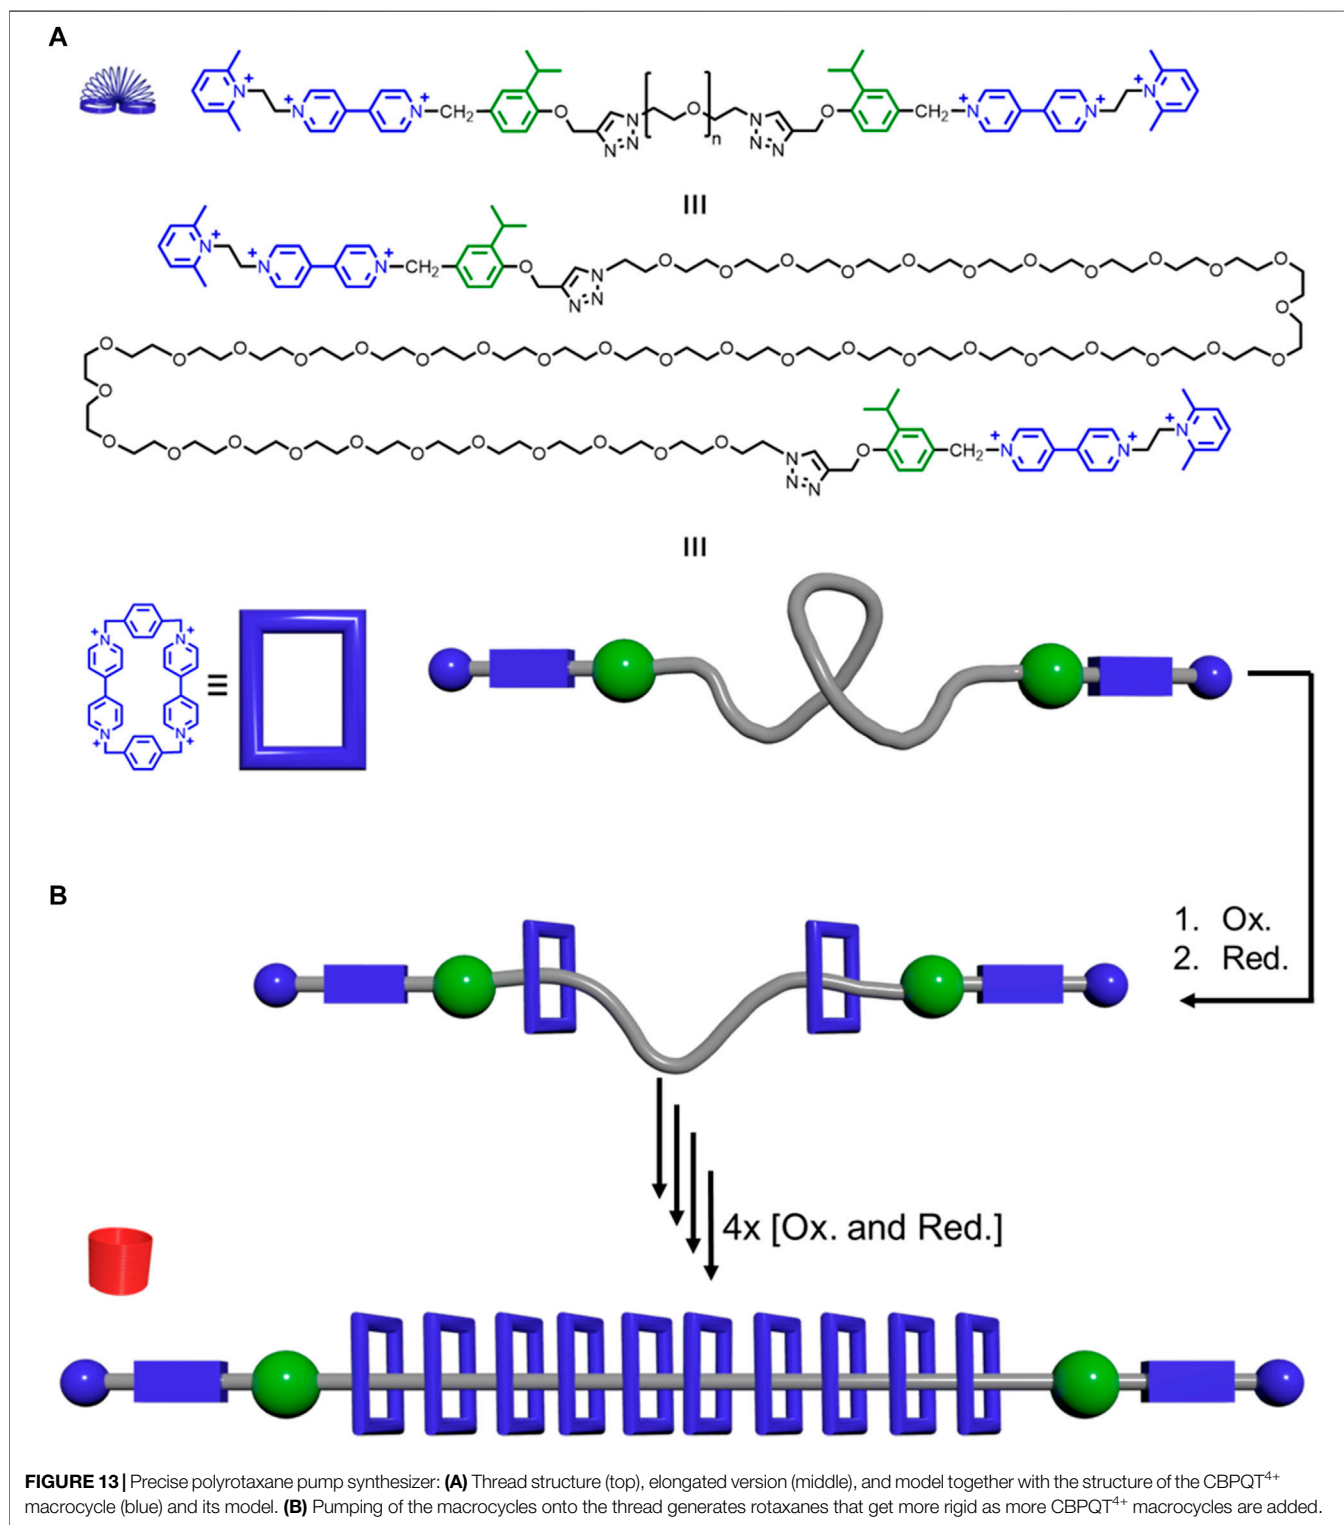 A
N+ N+ N+ CH2 O N N N O n N N N O CH2 N+ N+ N+
N+ N+ N+ CH2 O N N N O O O O O O O O O O O
O
O O O O O O O O O O O O O O O O O O O O
O
O O O O O O O O O O O N N N O CH2 N+ N+ N+
N+ N+
N+ N+
B
1. Ox.
2. Red.
4x [Ox. and Red.]
FIGURE 13 | Precise polyrotaxane pump synthesizer: (A) Thread structure (top), elongated version (middle), and model together with the structure of the CBPQT4+
macrocycle (blue) and its model. (B) Pumping of the macrocycles onto the thread generates rotaxanes that get more rigid as more CBPQT4+ macrocycles are added.